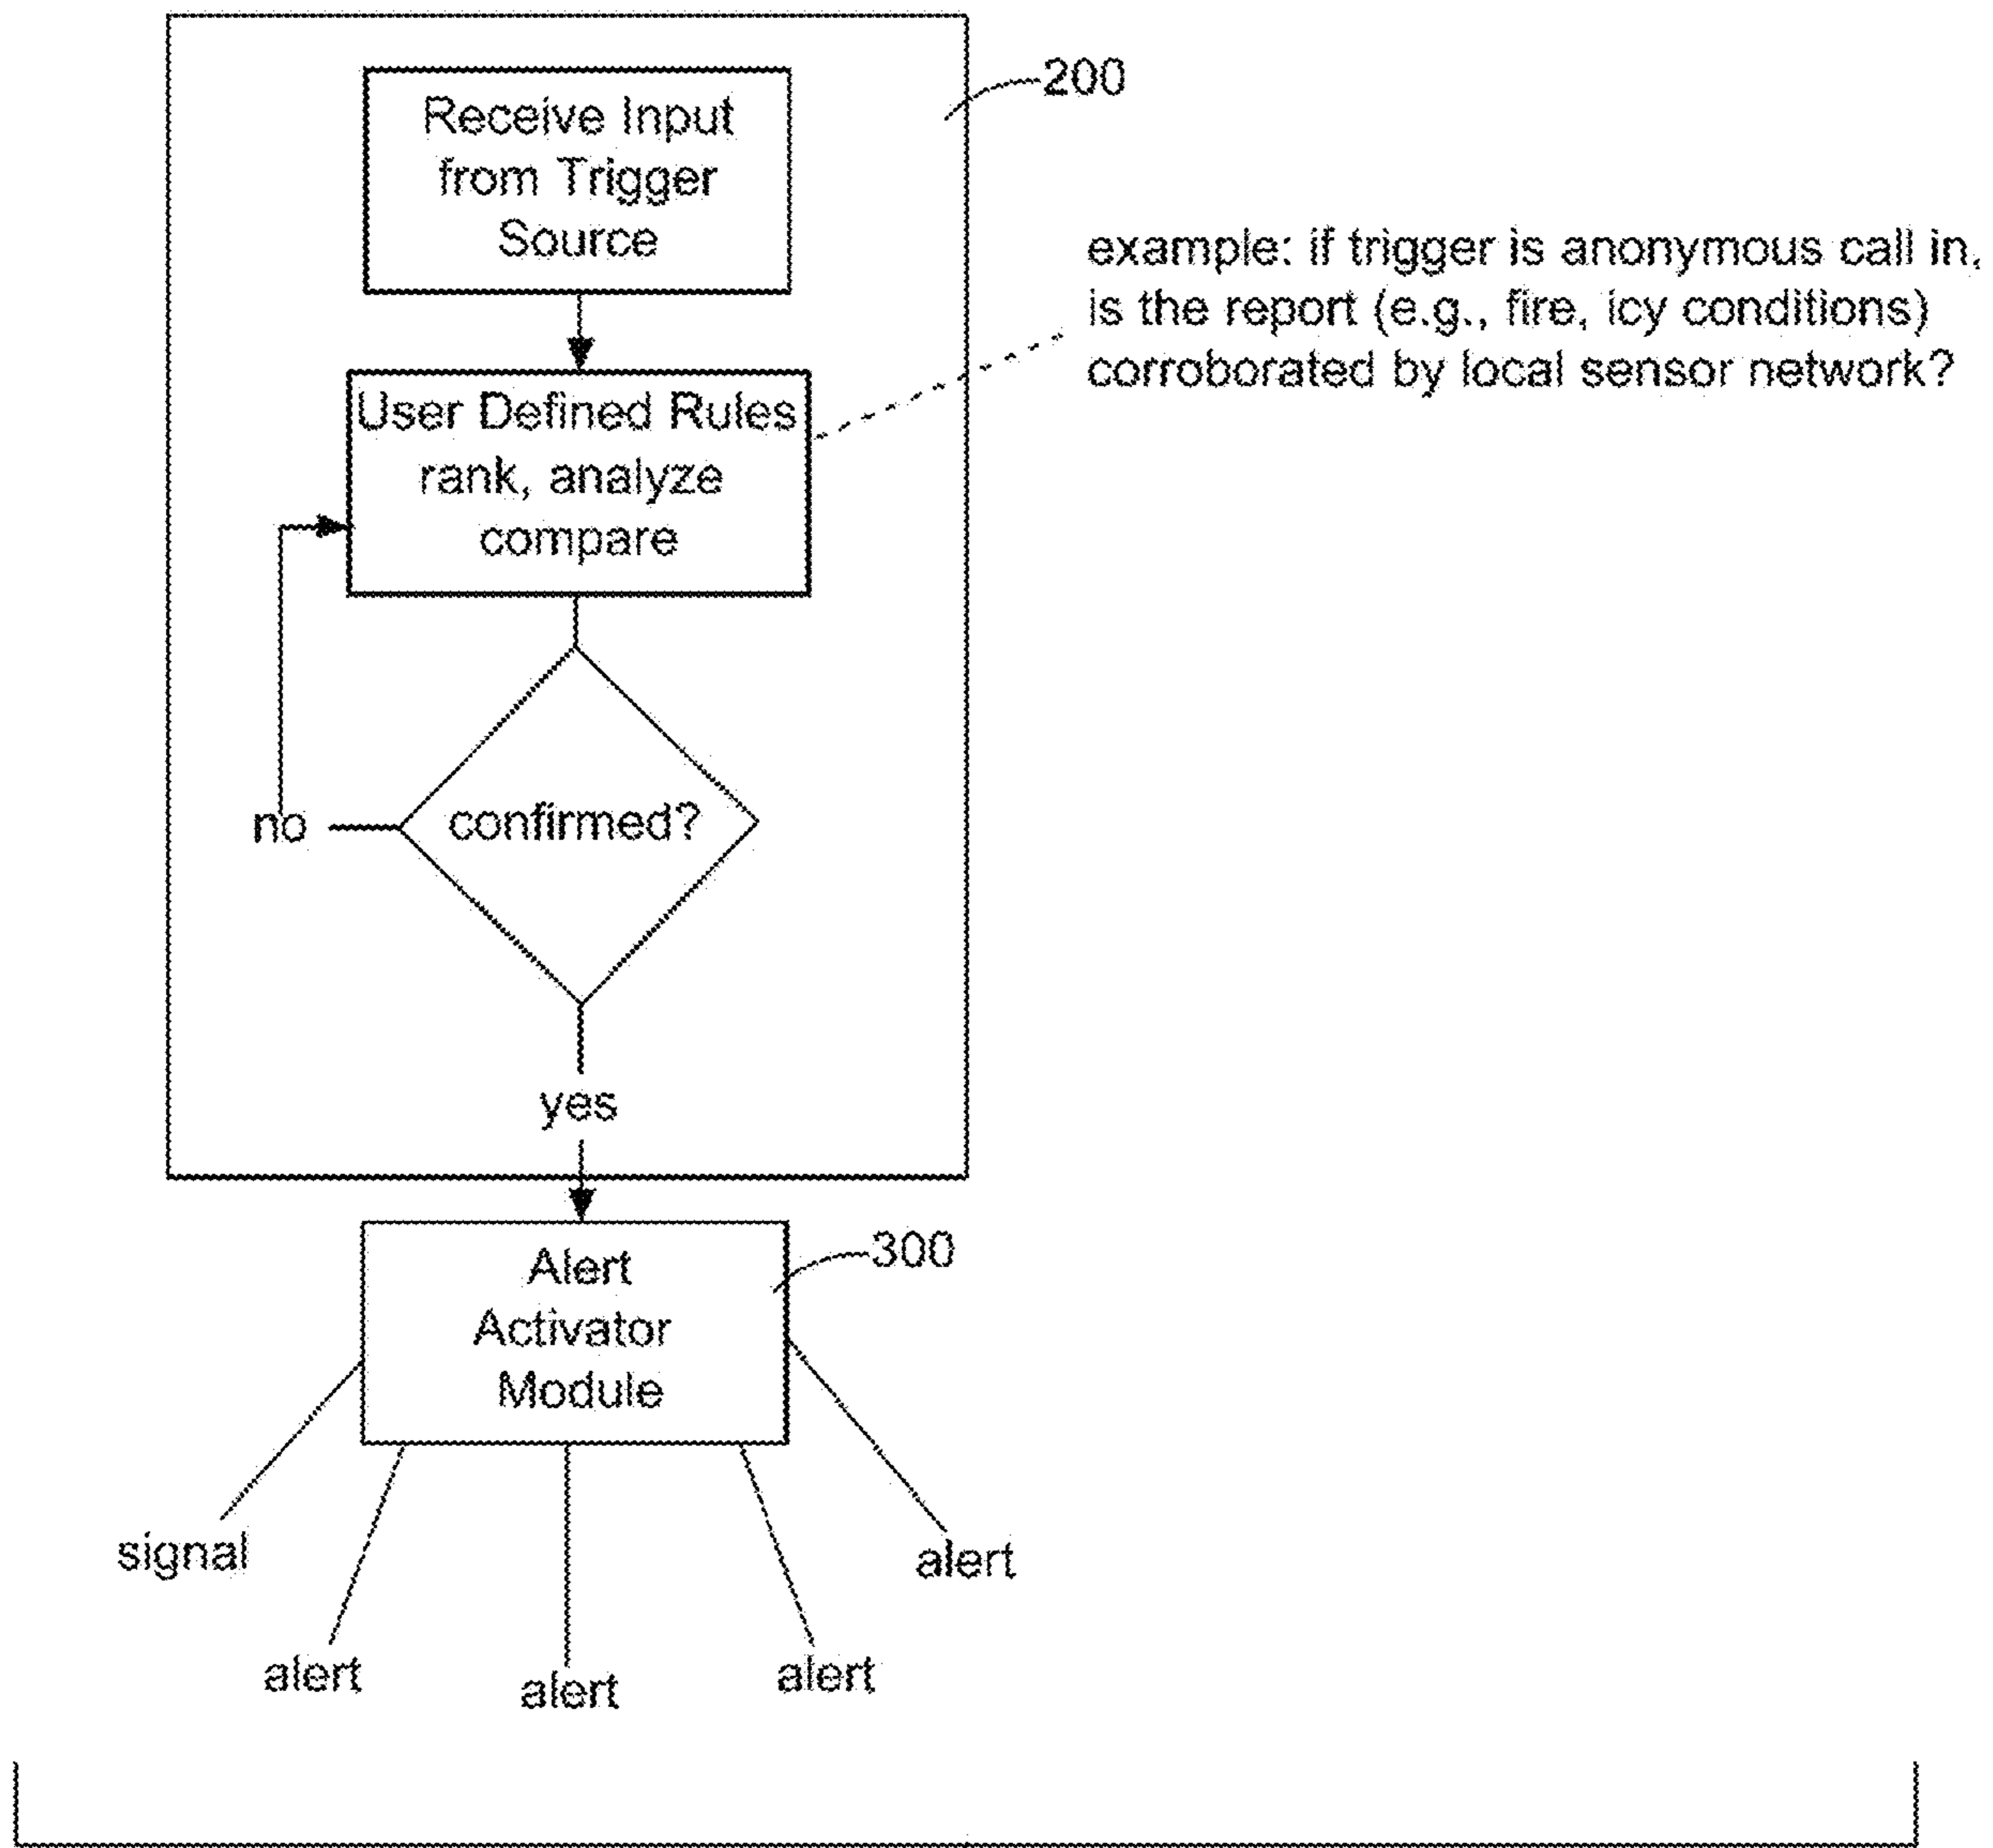 200
Receive Input
from Trigger
Source
example: if trigger is anonymous call in,
is the report (e.g., fire, icy conditions)
corroborated by local sensor network?
User Defined Rules
rank, analyze
compare
confirmed?
no
yes
300
Alert
Activator
Module
signal
alert
alert
alert
alert